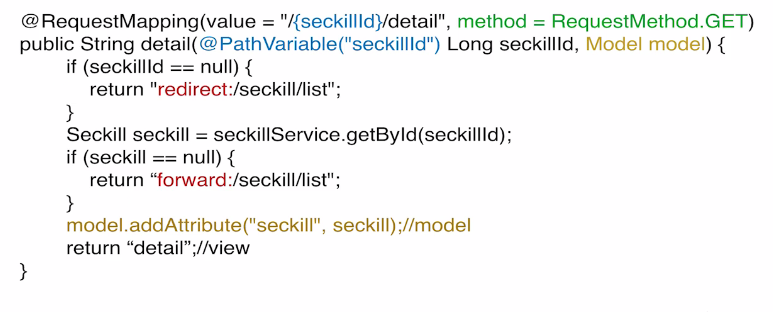 @RequestMapping(value = "/{seckillId}/detail", method = RequestMethod.GET)
public String detail(@PathVariable("seckillId") Long seckillId, Model model) {
if (seckillId == null) {
return "redirect:/seckill/list";
}
Seckill seckill = seckillService.getById(seckillId);
if (seckill == null) {
return “forward:/seckill/list";
}
model.addAttribute("seckill", seckill);//model
return “detail”;//view
}